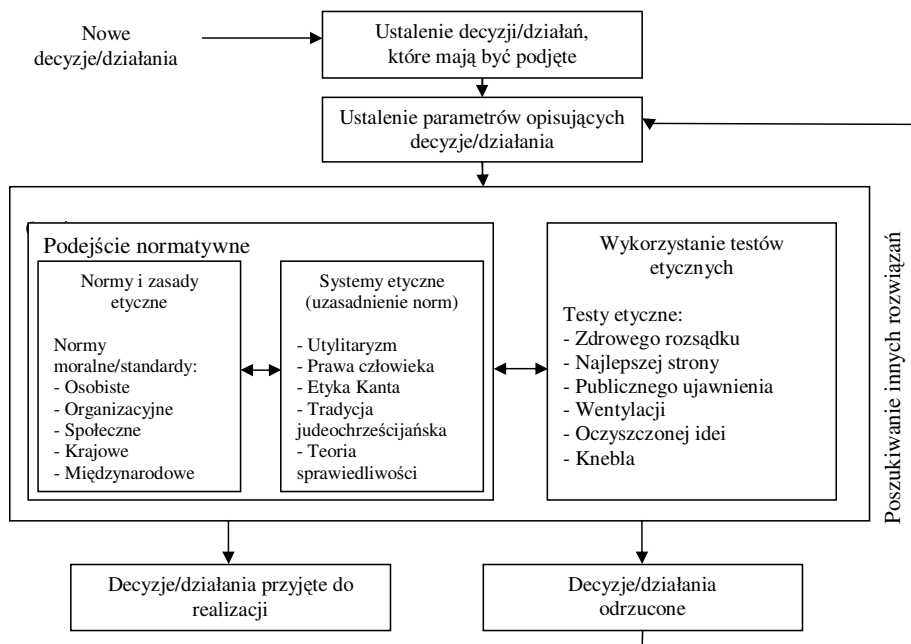 Nowe
decyzje/działania
Ustalenie decyzji/działań,
które mają być podjęte
Ustalenie parametrów opisujących
decyzje/działania
Podejście normatywne
Normy i zasady
etyczne
Normy
moralne/standardy:
- Osobiste
- Organizacyjne
- Społeczne
- Krajowe
- Międzynarodowe
Systemy etyczne
(uzasadnienie norm)
- Utylitaryzm
- Prawa człowieka
- Etyka Kanta
- Tradycja
judeochrześcijańska
- Teoria
sprawiedliwości
Wykorzystanie testów
etycznych
Testy etyczne:
- Zdrowego rozsądku
- Najlepszej strony
- Publicznego ujawnienia
- Wentylacji
- Oczyszczonej idei
- Knebla
Poszukiwanie innych rozwiązań
Decyzje/działania przyjęte do
realizacji
Decyzje/działania
odrzucone